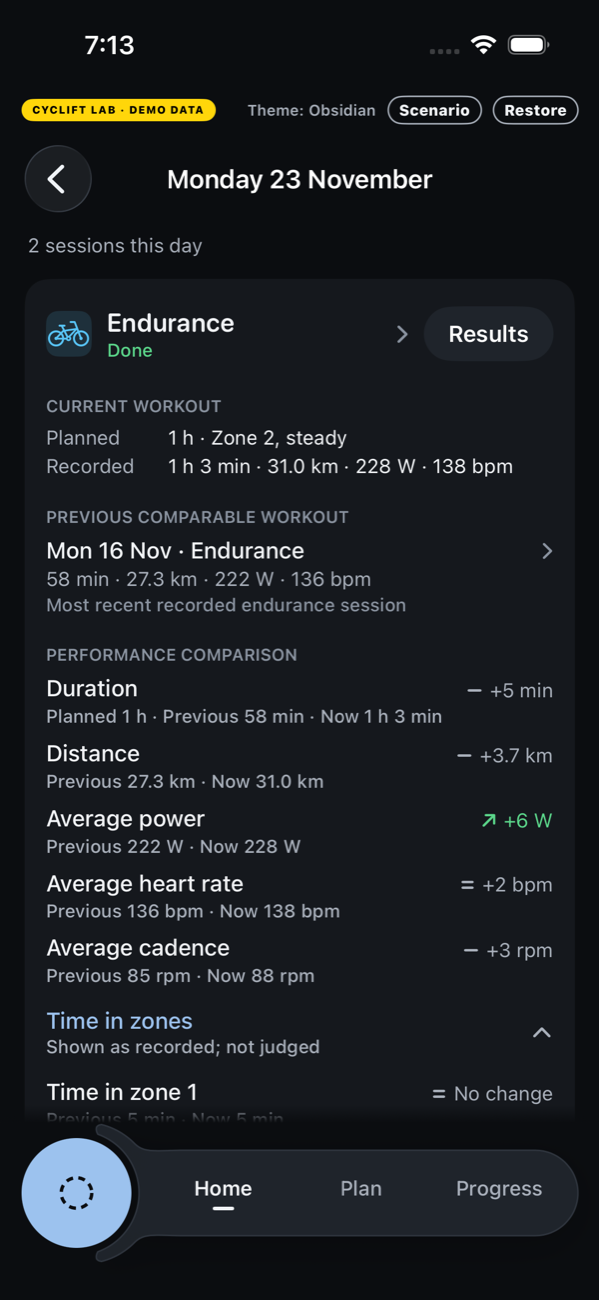 7:13
CYCLIFT LAB · DEMO DATA Theme: Obsidian Scenario Restore
Monday 23 November
2 sessions this day
Endurance
Done
Results
CURRENT WORKOUT
Planned 1 h · Zone 2, steady
Recorded 1 h 3 min · 31.0 km · 228 W · 138 bpm
PREVIOUS COMPARABLE WORKOUT
Mon 16 Nov · Endurance
58 min · 27.3 km · 222 W · 136 bpm
Most recent recorded endurance session
PERFORMANCE COMPARISON
Duration — +5 min
Planned 1 h · Previous 58 min · Now 1 h 3 min
Distance — +3.7 km
Previous 27.3 km · Now 31.0 km
Average power ↗ +6 W
Previous 222 W · Now 228 W
Average heart rate = +2 bpm
Previous 136 bpm · Now 138 bpm
Average cadence — +3 rpm
Previous 85 rpm · Now 88 rpm
Time in zones
Shown as recorded; not judged
Time in zone 1 = No change
Previous 5 min · Now 5 min
Home Plan Progress